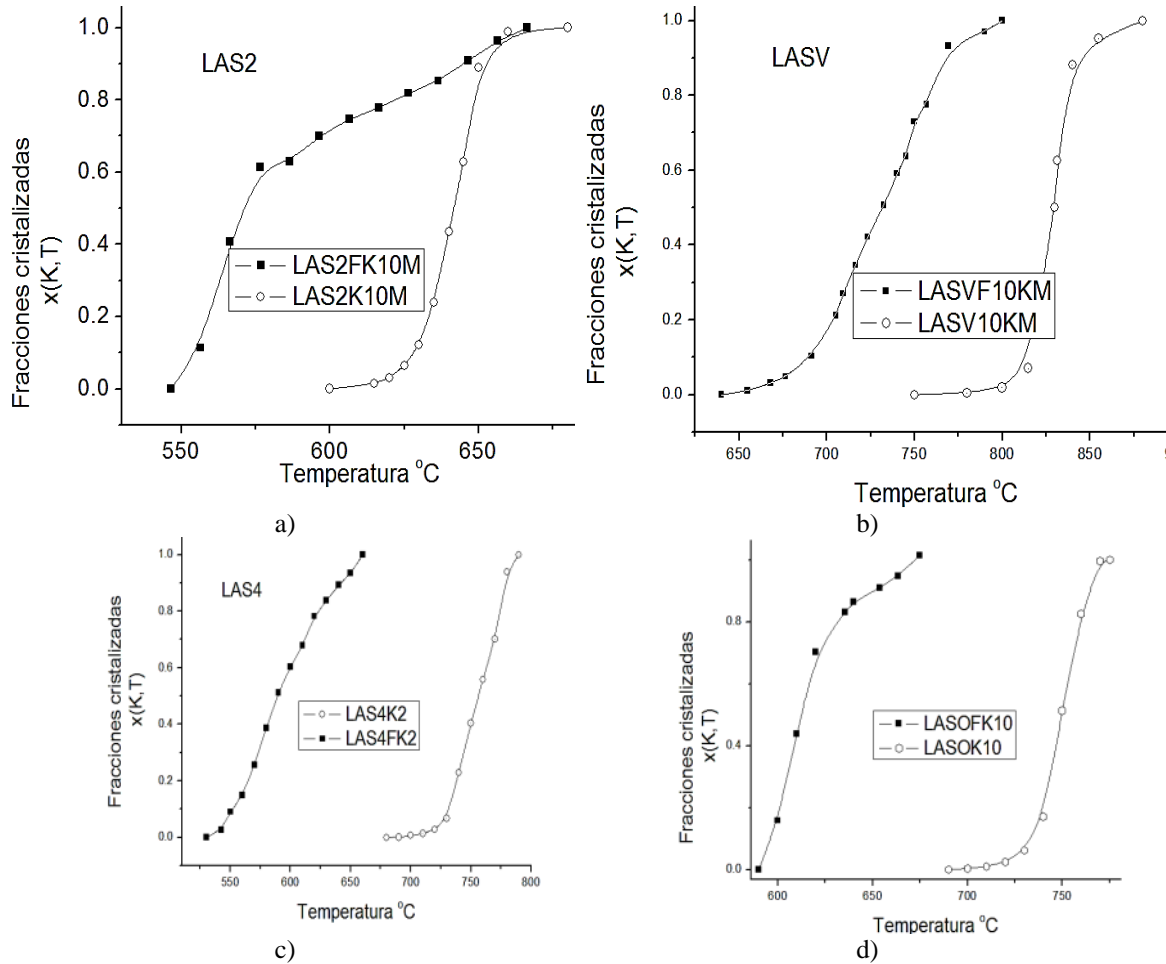 LAS2
Fracciones cristalizadas
x(K,T)
1.0
0.8
0.6
0.4
0.2
0.0
LAS2FK10M
LAS2K10M
550
600
650
Temperatura °C
a)
LASV
Fracciones cristalizadas
x(K,T)
1.0
0.8
0.6
0.4
0.2
0.0
LASVF10KM
LASV10KM
650
700
750
800
850
9
Temperatura °C
b)
LAS4
Fracciones cristalizadas
x(K,T)
1.0
0.8
0.6
0.4
0.2
0.0
LAS4K2
LAS4FK2
550
600
650
700
750
800
Temperatura °C
c)
Fracciones cristalizadas
x(K,T)
0.8
0.4
0.0
LASOFK10
LASOK10
600
650
700
750
Temperatura °C
d)